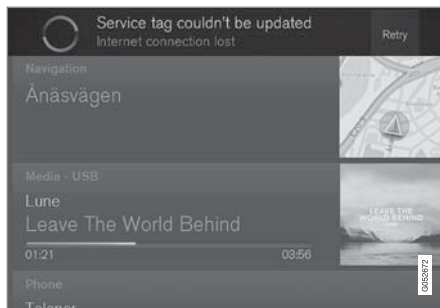 Service tag couldn't be updated
Internet connection lost
Retry
Navigation
Ånäsvägen
Media - USB
Lune
Leave The World Behind
01:21
03:56
LEAVE THE
WORLD BEHIND
Phone
Telenor
G052672